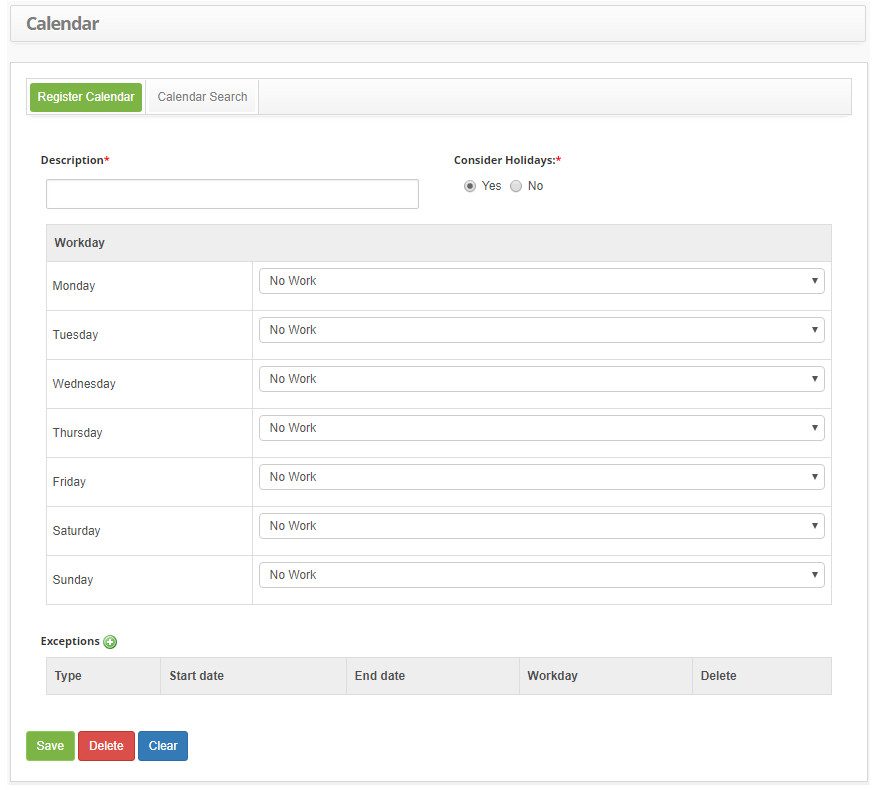 Calendar
Register Calendar Calendar Search
Description* Consider Holidays:*
Yes No
Workday
Monday No Work
Tuesday No Work
Wednesday No Work
Thursday No Work
Friday No Work
Saturday No Work
Sunday No Work
Exceptions
Type Start date End date Workday Delete
Save Delete Clear